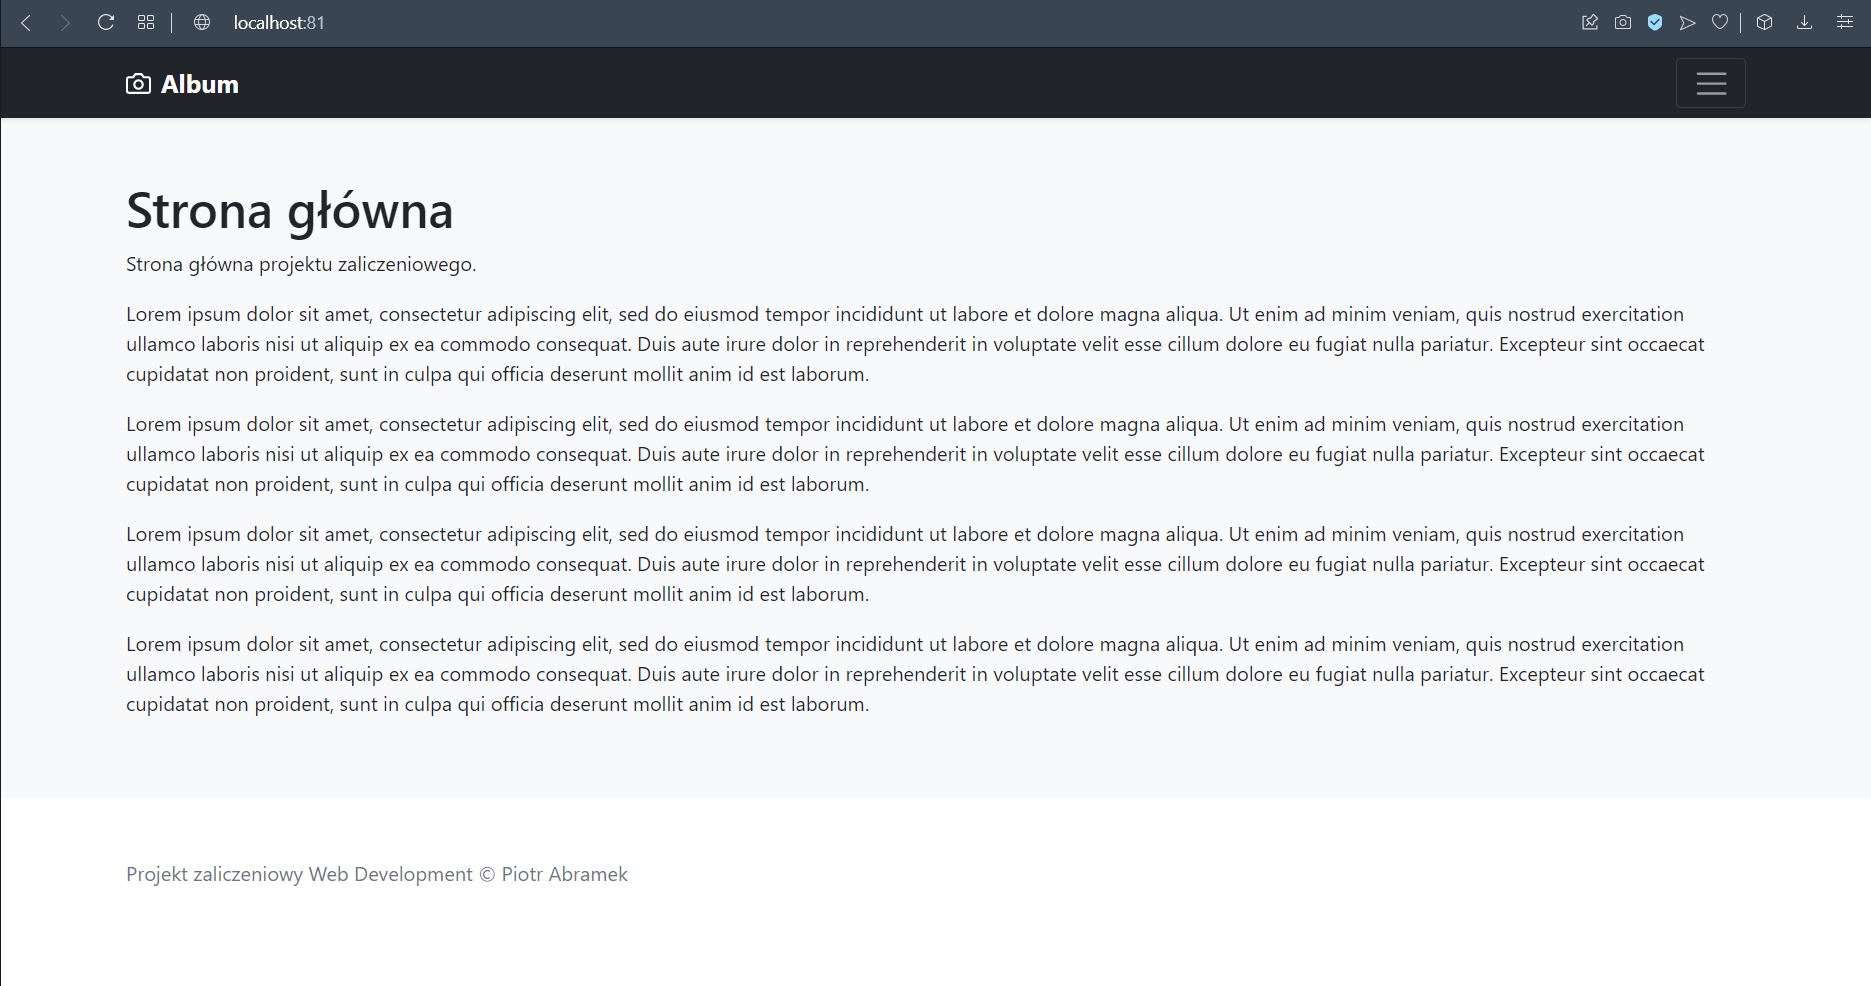 localhost:81
Album
Strona główna
Strona główna projektu zaliczeniowego.
Lorem ipsum dolor sit amet, consectetur adipiscing elit, sed do eiusmod tempor incididunt ut labore et dolore magna aliqua. Ut enim ad minim veniam, quis nostrud exercitation
ullamco laboris nisi ut aliquip ex ea commodo consequat. Duis aute irure dolor in reprehenderit in voluptate velit esse cillum dolore eu fugiat nulla pariatur. Excepteur sint occaecat
cupidatat non proident, sunt in culpa qui officia deserunt mollit anim id est laborum.
Lorem ipsum dolor sit amet, consectetur adipiscing elit, sed do eiusmod tempor incididunt ut labore et dolore magna aliqua. Ut enim ad minim veniam, quis nostrud exercitation
ullamco laboris nisi ut aliquip ex ea commodo consequat. Duis aute irure dolor in reprehenderit in voluptate velit esse cillum dolore eu fugiat nulla pariatur. Excepteur sint occaecat
cupidatat non proident, sunt in culpa qui officia deserunt mollit anim id est laborum.
Lorem ipsum dolor sit amet, consectetur adipiscing elit, sed do eiusmod tempor incididunt ut labore et dolore magna aliqua. Ut enim ad minim veniam, quis nostrud exercitation
ullamco laboris nisi ut aliquip ex ea commodo consequat. Duis aute irure dolor in reprehenderit in voluptate velit esse cillum dolore eu fugiat nulla pariatur. Excepteur sint occaecat
cupidatat non proident, sunt in culpa qui officia deserunt mollit anim id est laborum.
Lorem ipsum dolor sit amet, consectetur adipiscing elit, sed do eiusmod tempor incididunt ut labore et dolore magna aliqua. Ut enim ad minim veniam, quis nostrud exercitation
ullamco laboris nisi ut aliquip ex ea commodo consequat. Duis aute irure dolor in reprehenderit in voluptate velit esse cillum dolore eu fugiat nulla pariatur. Excepteur sint occaecat
cupidatat non proident, sunt in culpa qui officia deserunt mollit anim id est laborum.
Projekt zaliczeniowy Web Development © Piotr Abramek